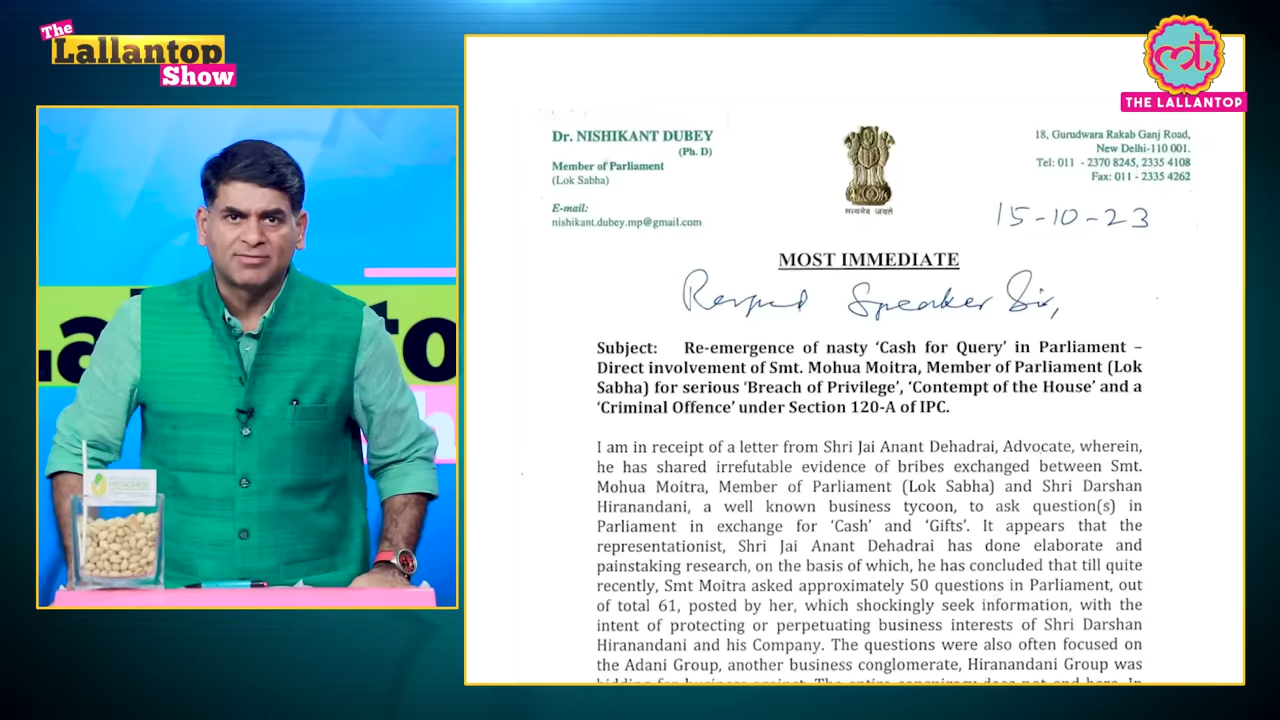 The
Lallantop
Show
THE LALLANTOP
Dr. NISHIKANT DUBEY
(Ph. D)
Member of Parliament
(Lok Sabha)
E-mail:
nishikant.dubey.mp@gmail.com
सत्यमेव जयते
18, Gurudwara Rakab Ganj Road,
New Delhi-110 001.
Tel: 011 - 2370 8245, 2335 4108
Fax: 011 - 2335 4262
15-10-23
MOST IMMEDIATE
Speaker Sir,
Subject: Re-emergence of nasty ‘Cash for Query’ in Parliament –
Direct involvement of Smt. Mohua Moitra, Member of Parliament (Lok
Sabha) for serious ‘Breach of Privilege’, ‘Contempt of the House’ and a
‘Criminal Offence’ under Section 120-A of IPC.
I am in receipt of a letter from Shri Jai Anant Dehadrai, Advocate, wherein,
he has shared irrefutable evidence of bribes exchanged between Smt.
Mohua Moitra, Member of Parliament (Lok Sabha) and Shri Darshan
Hiranandani, a well known business tycoon, to ask question(s) in
Parliament in exchange for ‘Cash’ and ‘Gifts’. It appears that the
representationist, Shri Jai Anant Dehadrai has done elaborate and
painstaking research, on the basis of which, he has concluded that till quite
recently, Smt Moitra asked approximately 50 questions in Parliament, out
of total 61, posted by her, which shockingly seek information, with the
intent of protecting or perpetuating business interests of Shri Darshan
Hiranandani and his Company. The questions were also often focused on
the Adani Group, another business conglomerate, Hiranandani Group was